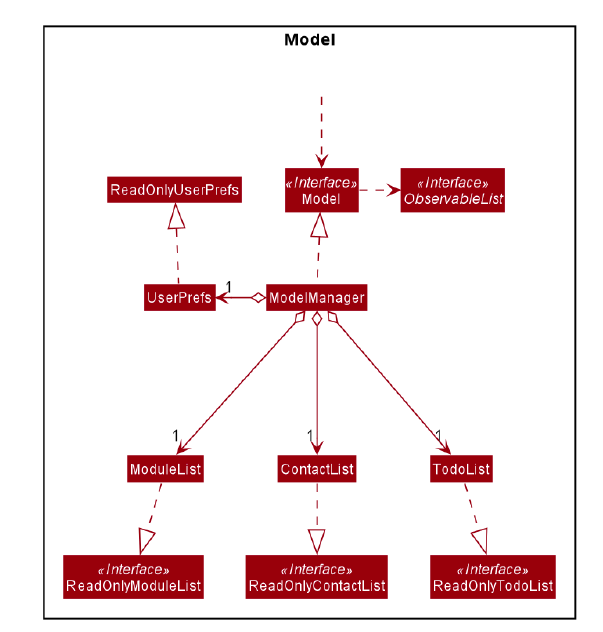 Model
ReadOnlyUserPrefs
«Interface»
Model
«Interface»
ObservableList
UserPrefs
1
ModelManager
1
1
1
ModuleList
ContactList
TodoList
«Interface»
ReadOnlyModuleList
«Interface»
ReadOnlyContactList
«Interface»
ReadOnlyTodoList